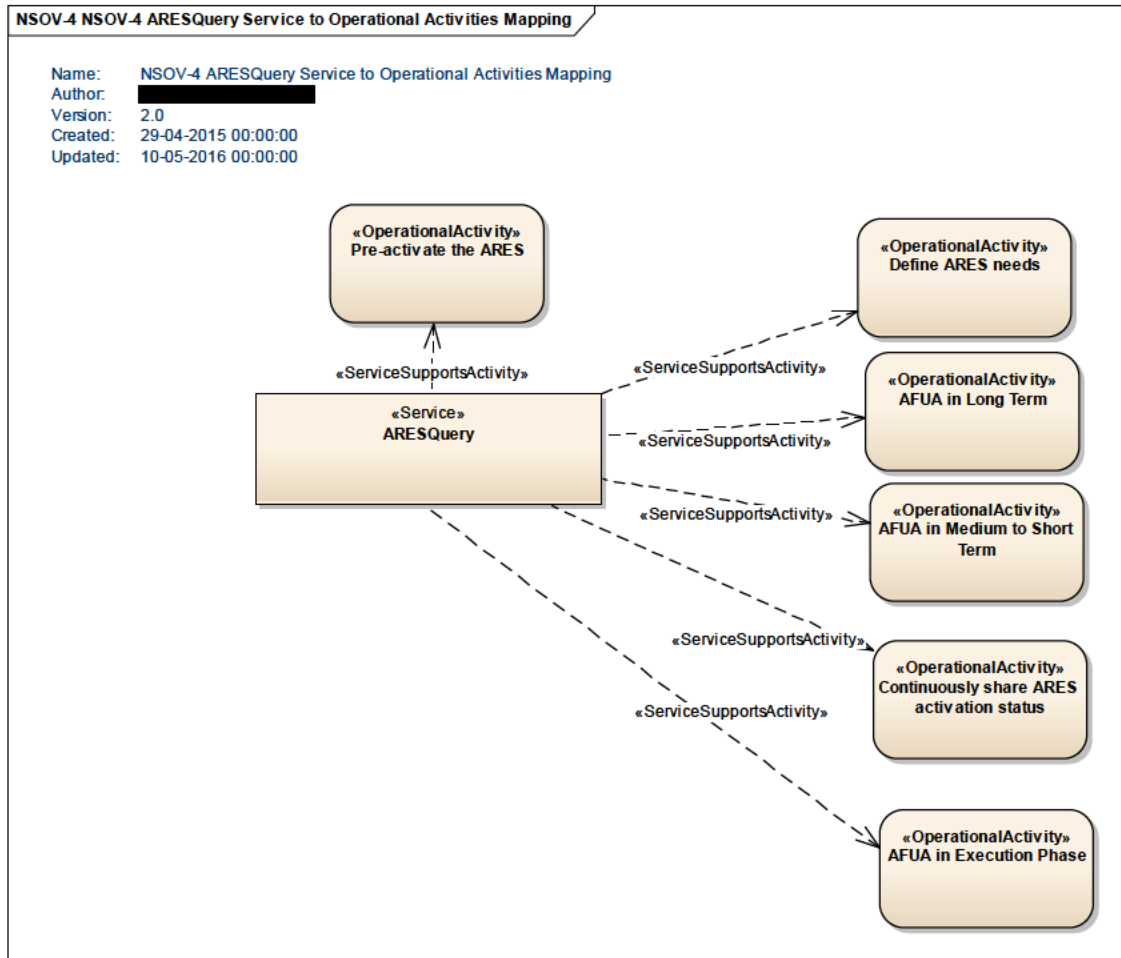 NSOV-4 NSOV-4 ARESQuery Service to Operational Activities Mapping
Name: NSOV-4 ARESQuery Service to Operational Activities Mapping
Author:
Version: 2.0
Created: 29-04-2015 00:00:00
Updated: 10-05-2016 00:00:00
«OperationalActivity»
Pre-activate the ARES
«OperationalActivity»
Define ARES needs
«ServiceSupportsActivity»
«ServiceSupportsActivity»
«OperationalActivity»
AFUA in Long Term
«Service»
ARESQuery
«ServiceSupportsActivity»
«OperationalActivity»
AFUA in Medium to Short
Term
«ServiceSupportsActivity»
«ServiceSupportsActivity»
«OperationalActivity»
Continuously share ARES
activation status
«ServiceSupportsActivity»
«OperationalActivity»
AFUA in Execution Phase